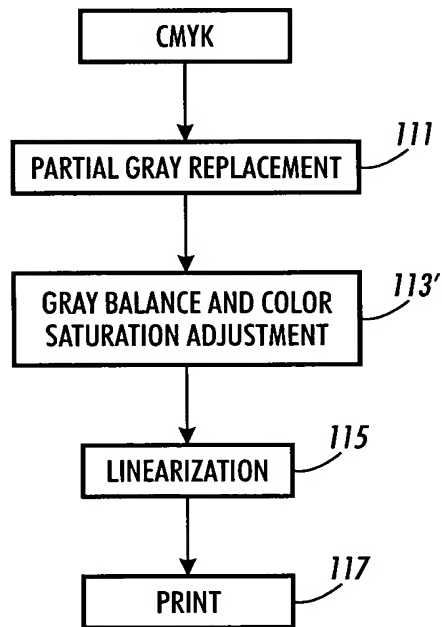 CMYK
111
PARTIAL GRAY REPLACEMENT
113'
GRAY BALANCE AND COLOR
SATURATION ADJUSTMENT
115
LINEARIZATION
117
PRINT